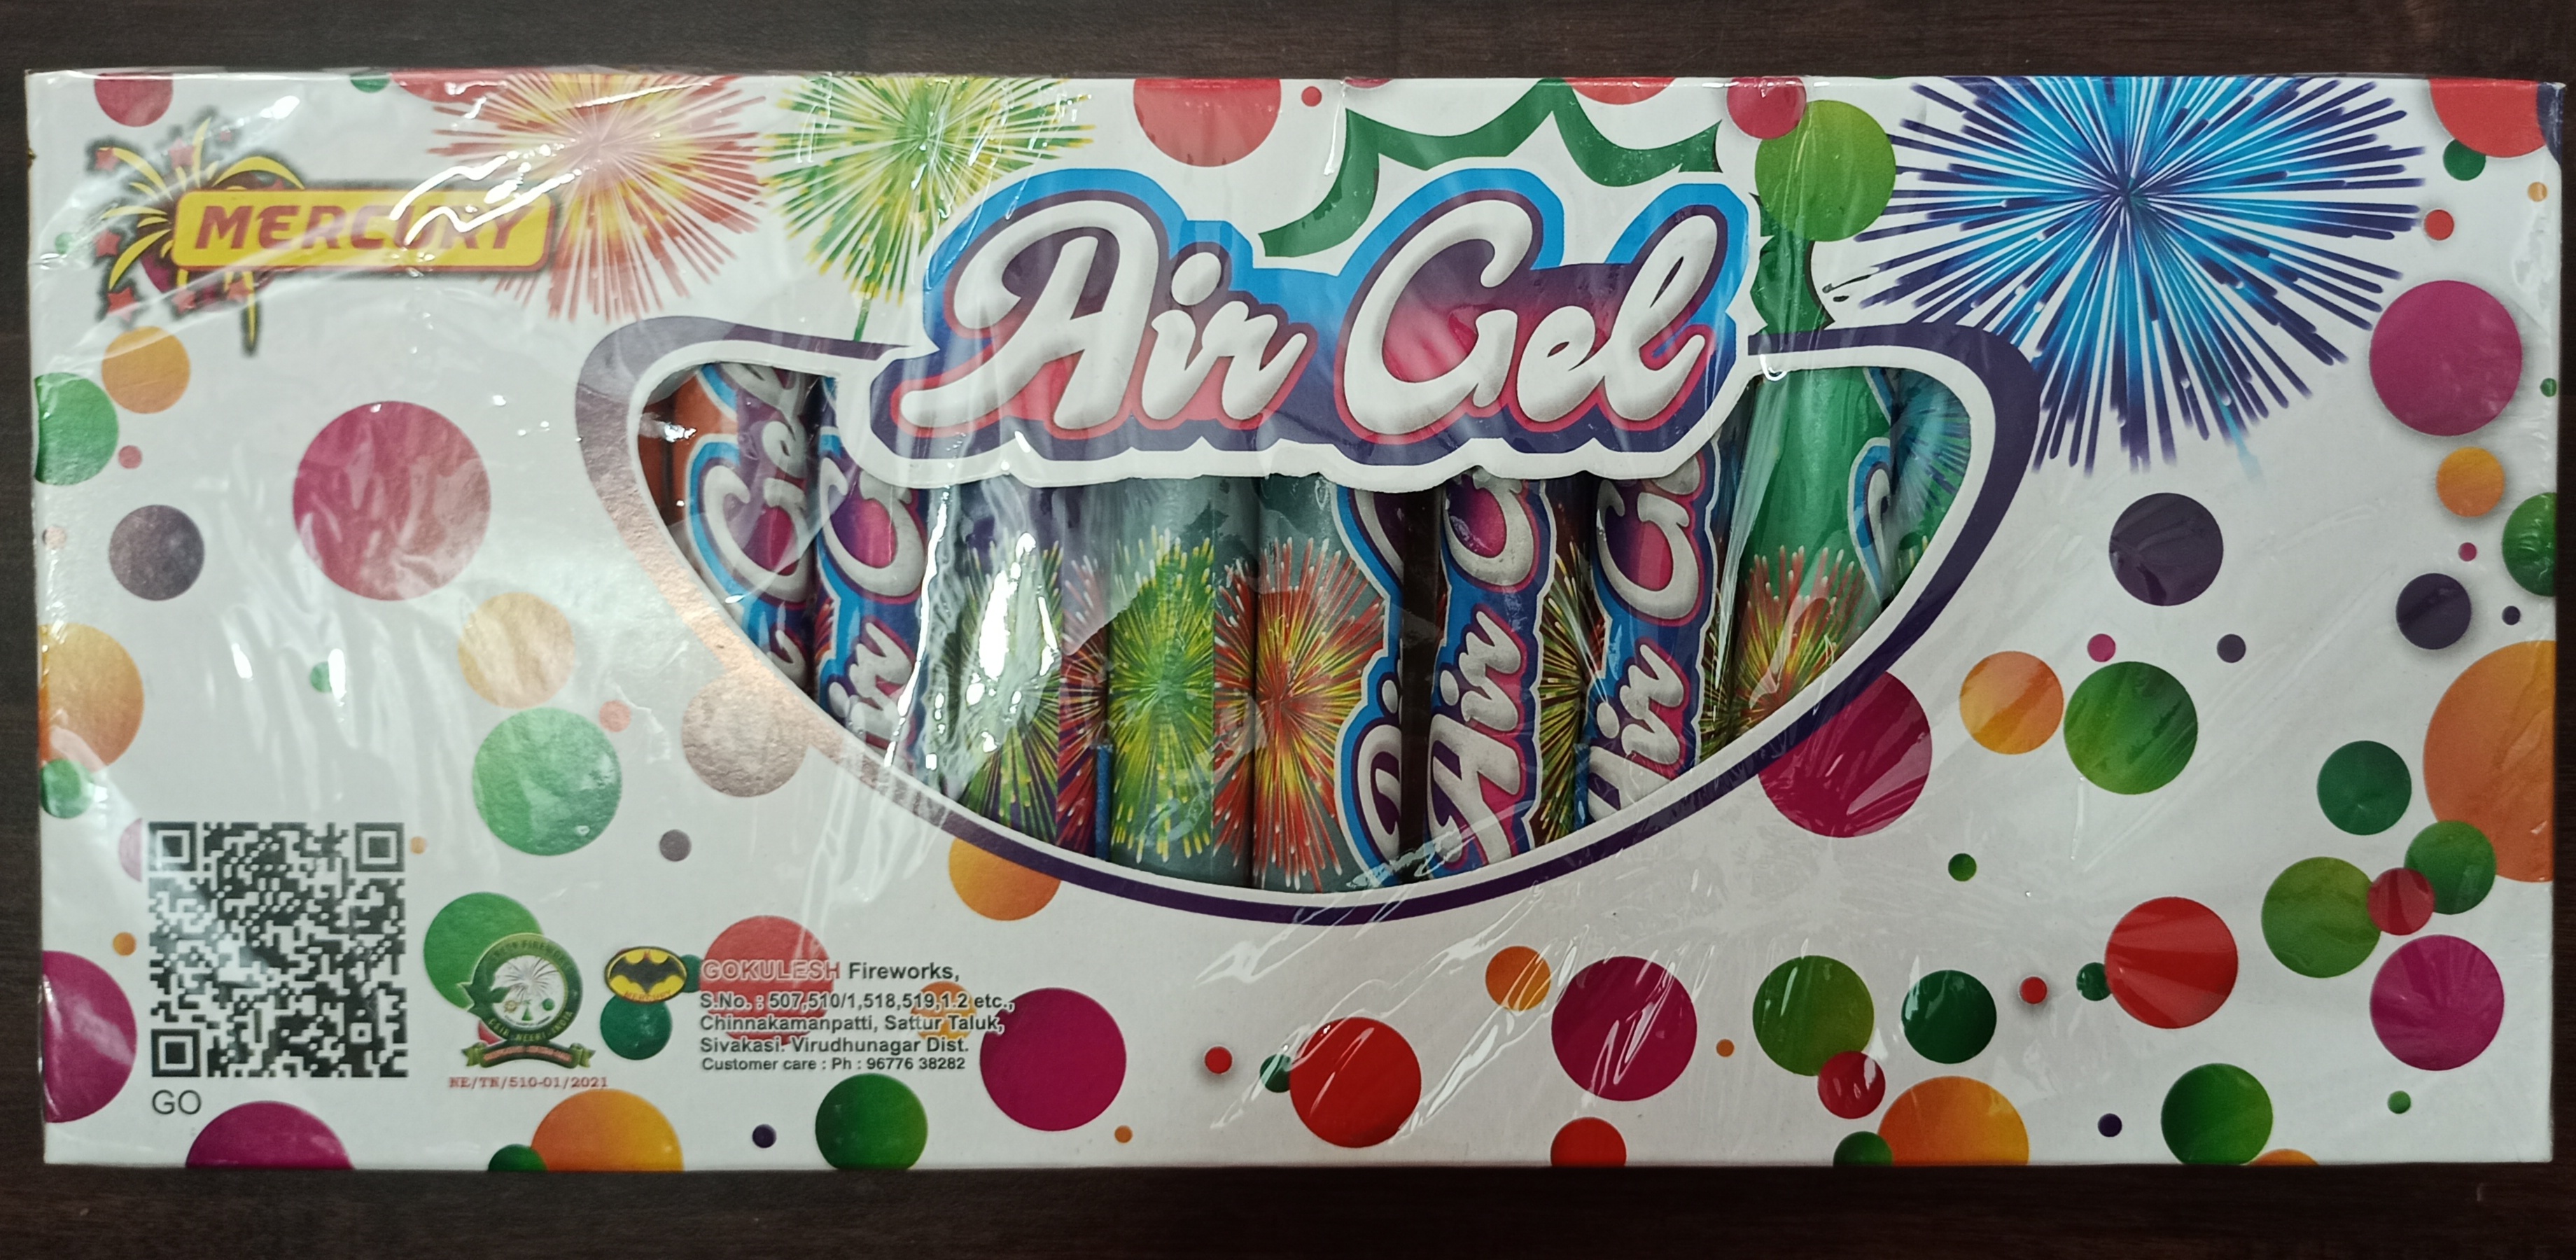 MERCURY
Air Gel
GOKULESH Fireworks,
S.No. : 507,510/1,518,519,1.2 etc.,
Chinnakamanpatti, Sattur Taluk,
Sivakasi. Virudhunagar Dist.
Customer care : Ph : 96776 38282
NE/TN/510-01/2021
GO